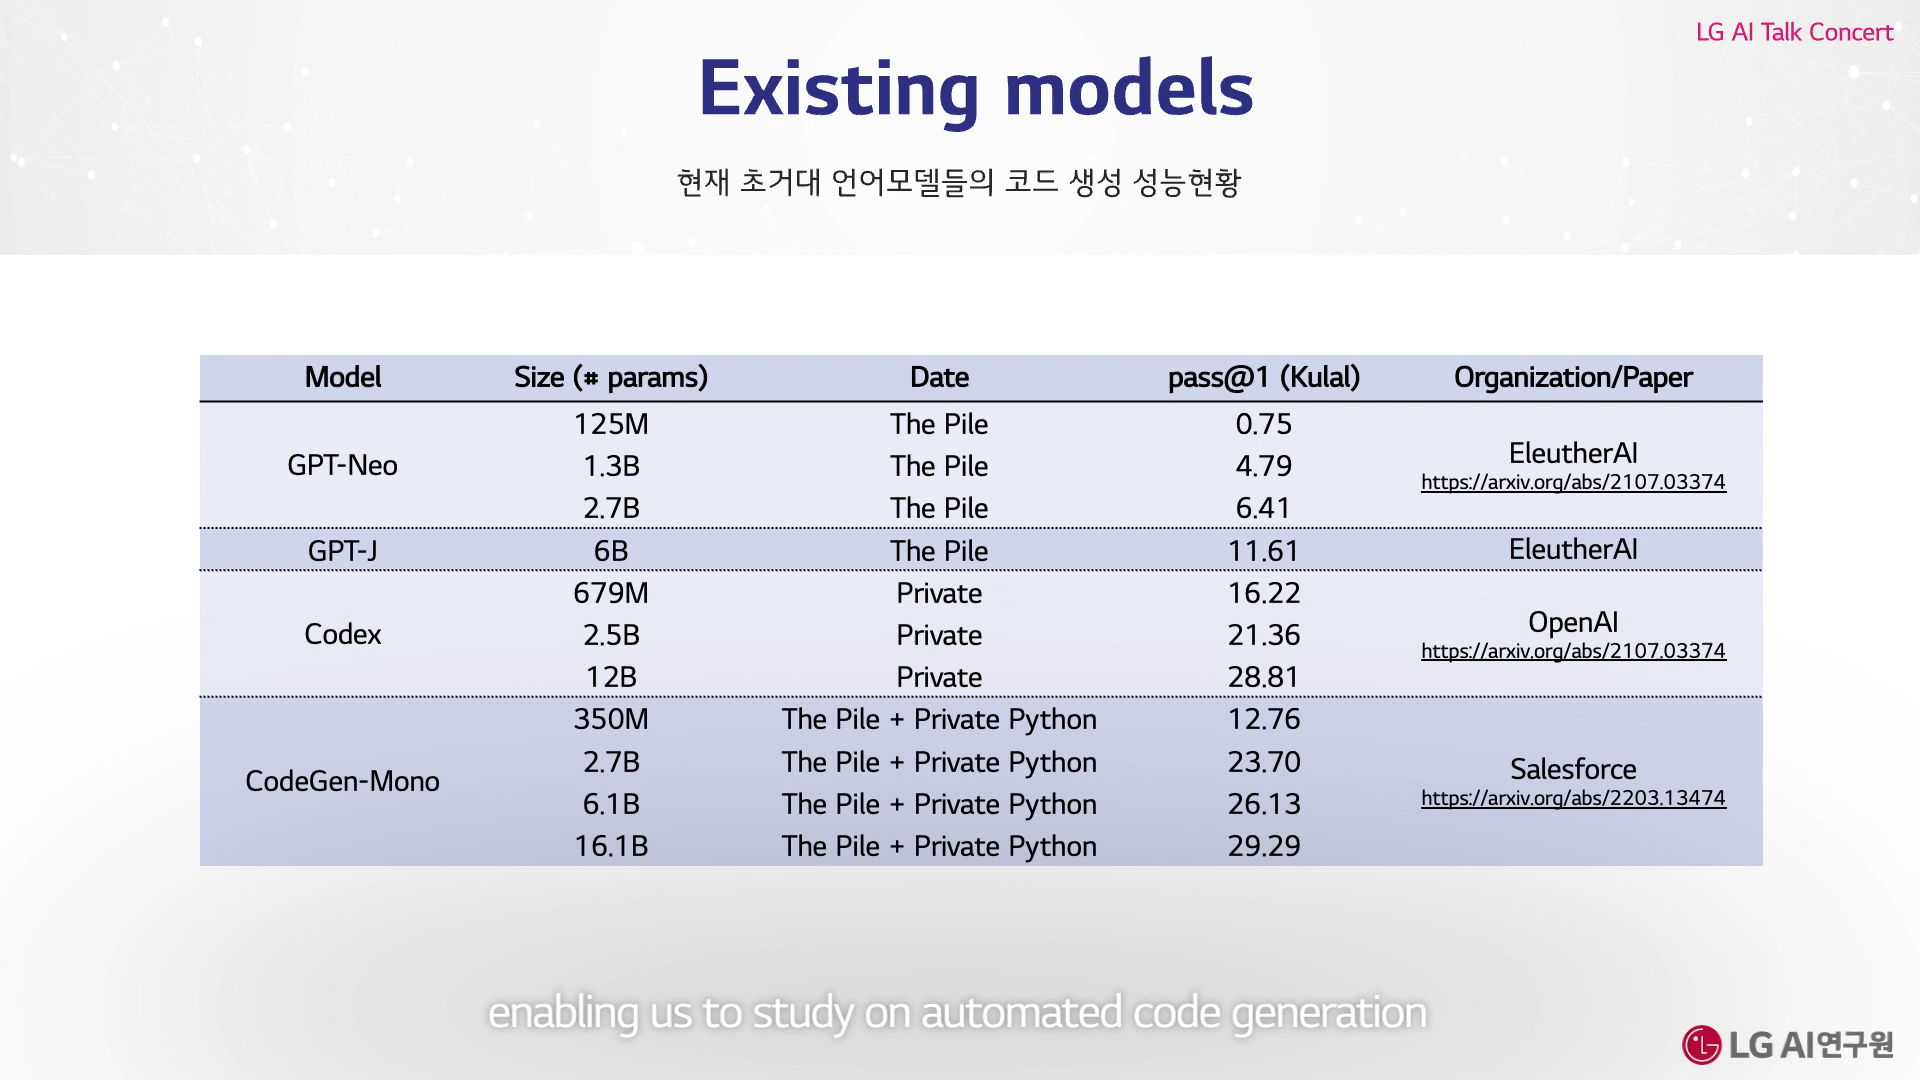 LG AI Talk Concert
Existing models
현재 초거대 언어모델들의 코드 생성 성능현황
Model Size (# params) Date pass@1 (Kulal) Organization/Paper
GPT-Neo 125M The Pile 0.75 EleutherAI
https://arxiv.org/abs/2107.03374
1.3B The Pile 4.79
2.7B The Pile 6.41
GPT-J 6B The Pile 11.61 EleutherAI
Codex 679M Private 16.22 OpenAI
https://arxiv.org/abs/2107.03374
2.5B Private 21.36
12B Private 28.81
CodeGen-Mono 350M The Pile + Private Python 12.76 Salesforce
https://arxiv.org/abs/2203.13474
2.7B The Pile + Private Python 23.70
6.1B The Pile + Private Python 26.13
16.1B The Pile + Private Python 29.29
enabling us to study on automated code generation
LG AI연구원